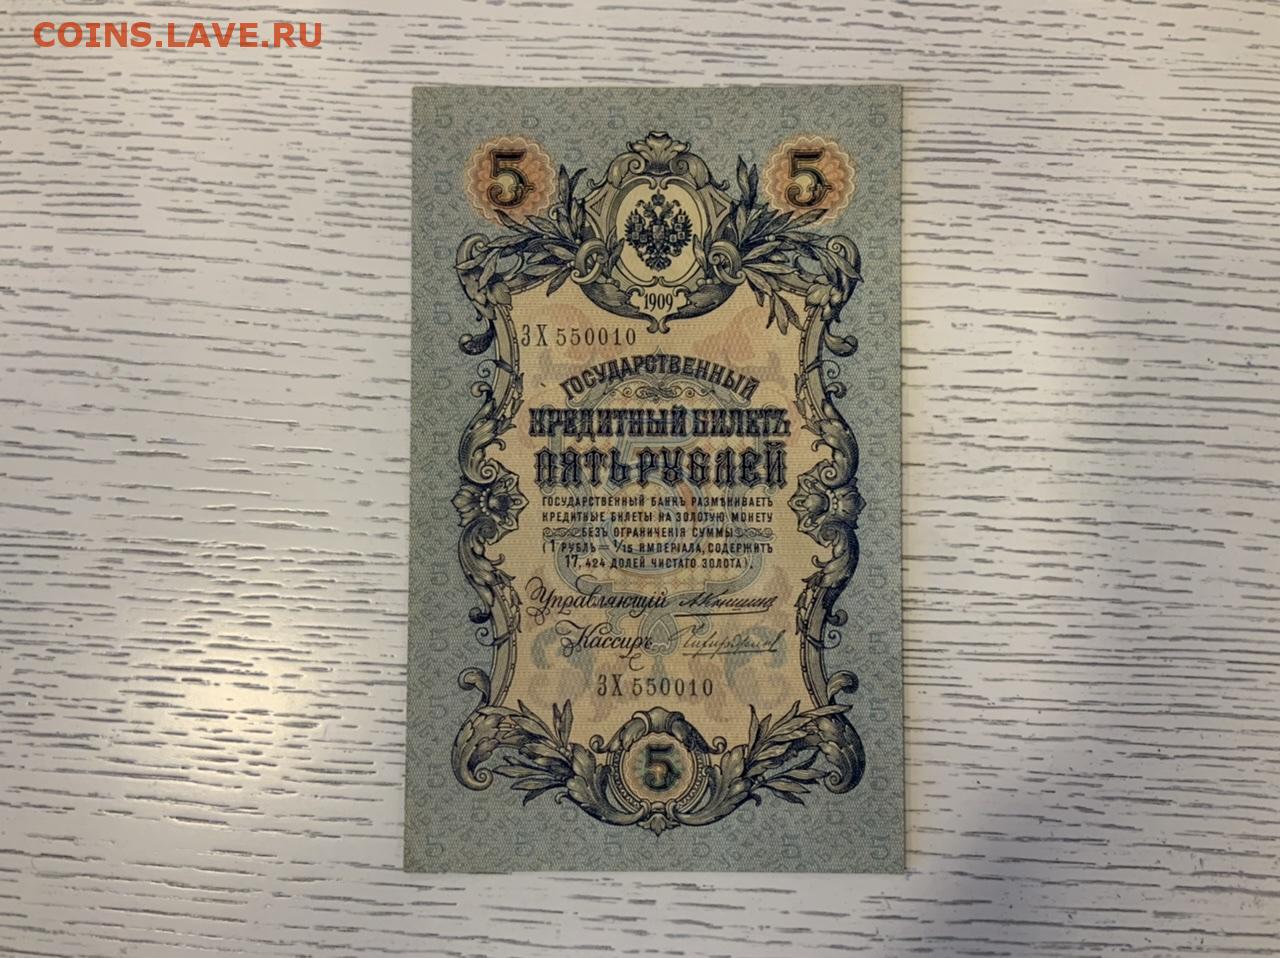 COINS.LAVE.RU
5 5
1909
ЗХ 550010
ГОСУДАРСТВЕННЫЙ
КРЕДИТНЫЙ БИЛЕТЪ
ПЯТЬ РУБЛЕЙ
ГОСУДАРСТВЕННЫЙ БАНКЪ РАЗМѢНИВАЕТЪ
КРЕДИТНЫЕ БИЛЕТЫ НА ЗОЛОТУЮ МОНЕТУ
БЕЗЪ ОГРАНИЧЕНІЯ СУММЫ
(1 РУБЛЬ = 1/15 ИМПЕРІАЛА, СОДЕРЖИТЪ
17,424 ДОЛЕЙ ЧИСТАГО ЗОЛОТА).
Управляющій
Кассиръ
ЗХ 550010
5